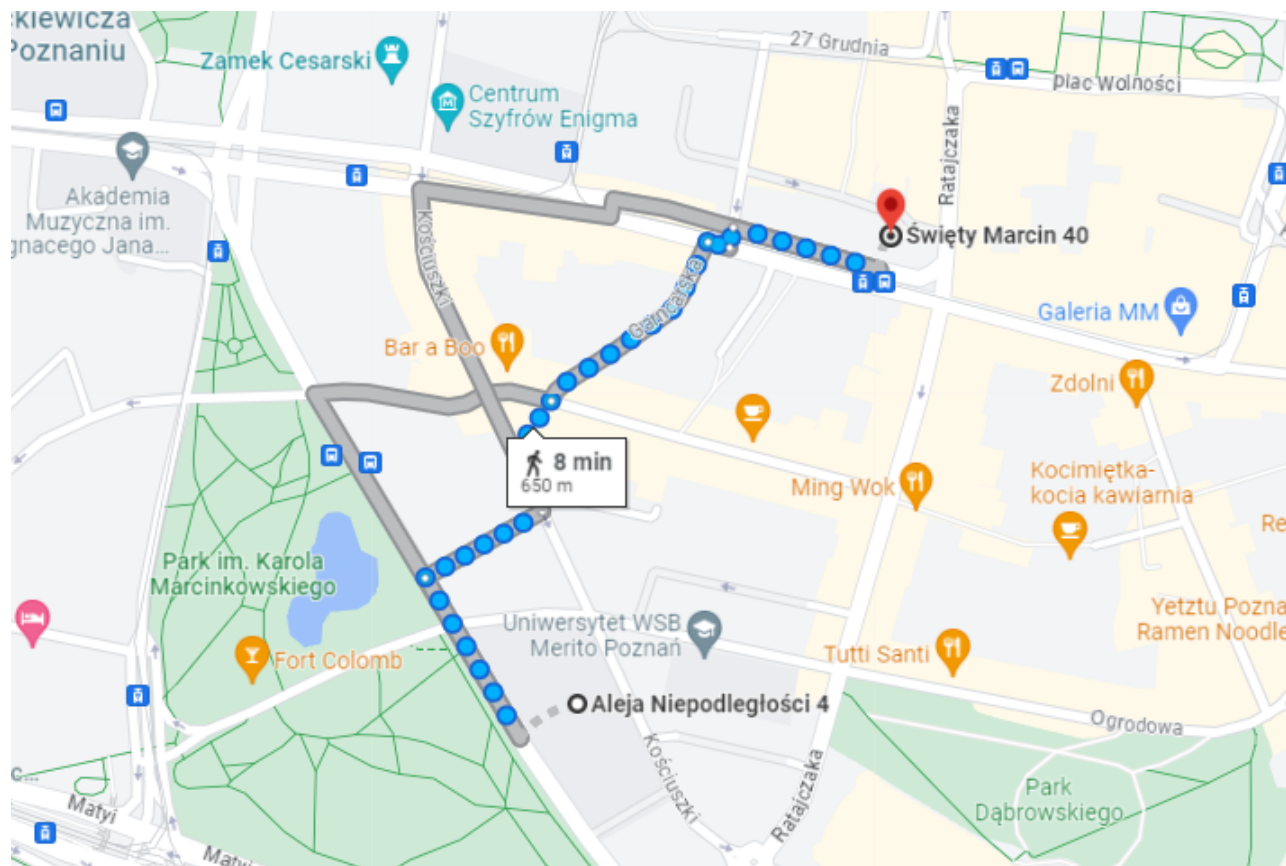 ckiewicza
Poznaniu
Zamek Cesarski
27 Grudnia
plac Wolności
Centrum
Szyfrów Enigma
Ratajczaka
Akademia
Muzyczna im.
gnacego Jana...
Kościuszki
Święty Marcin 40
Garncarska
Galeria MM
Bar a Boo
Zdolni
8 min
650 m
Ming Wok
Kocimiętka-
kocia kawiarnia
Re
Park im. Karola
Marcinkowskiego
Uniwersytet WSB
Merito Poznań
Yetztu Pozna
Ramen Noodle
Fort Colomb
Tutti Santi
Aleja Niepodległości 4
Ogrodowa
Kościuszki
Ratajczaka
c...
Park
Dąbrowskiego
Matyi
Matyi